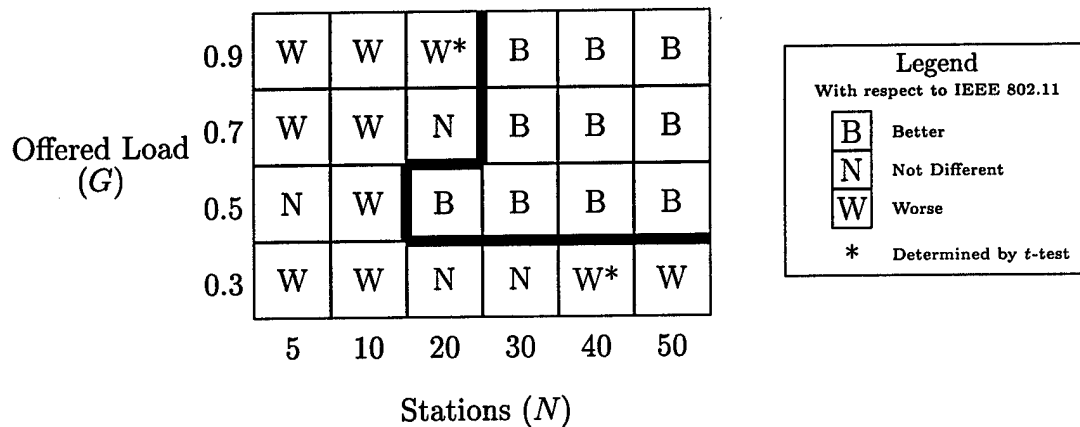 0.9 W W W* B B B
0.7 W W N B B B
Offered Load
(G)
0.5 N W B B B B
0.3 W W N N W* W
5 10 20 30 40 50
Stations (N)
Legend
With respect to IEEE 802.11
B Better
N Not Different
W Worse
* Determined by t-test